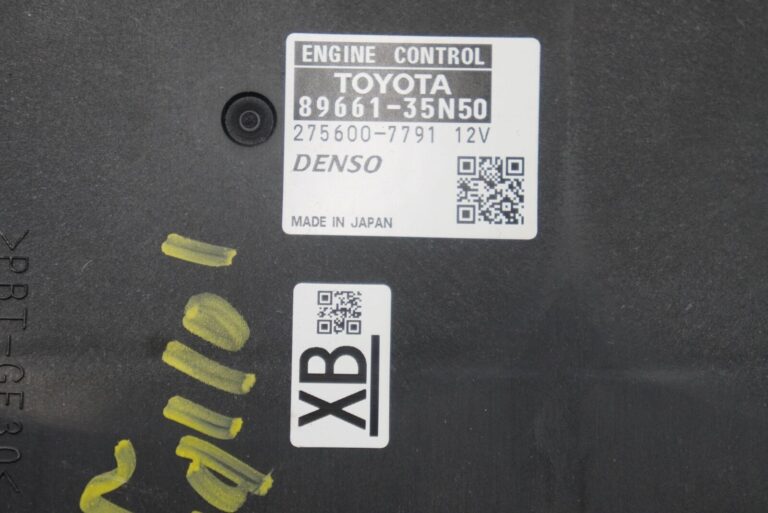 ENGINE CONTROL
TOYOTA
89661-35N50
275600-7791 12V
DENSO
MADE IN JAPAN
XB
>PBT-GF30<